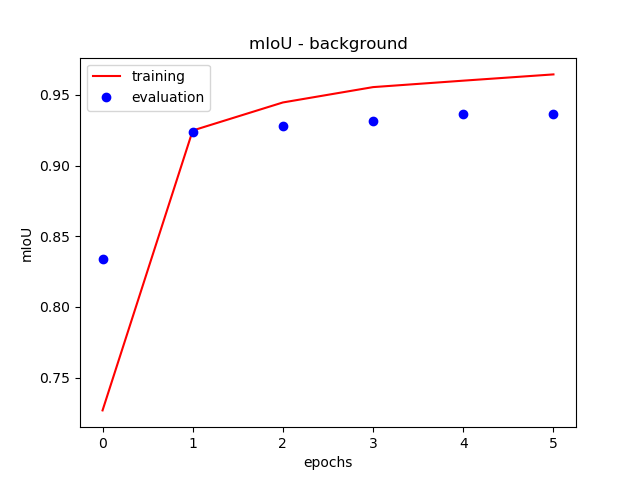 mIoU - background
training
evaluation
mIoU
0.95
0.90
0.85
0.80
0.75
0 1 2 3 4 5
epochs